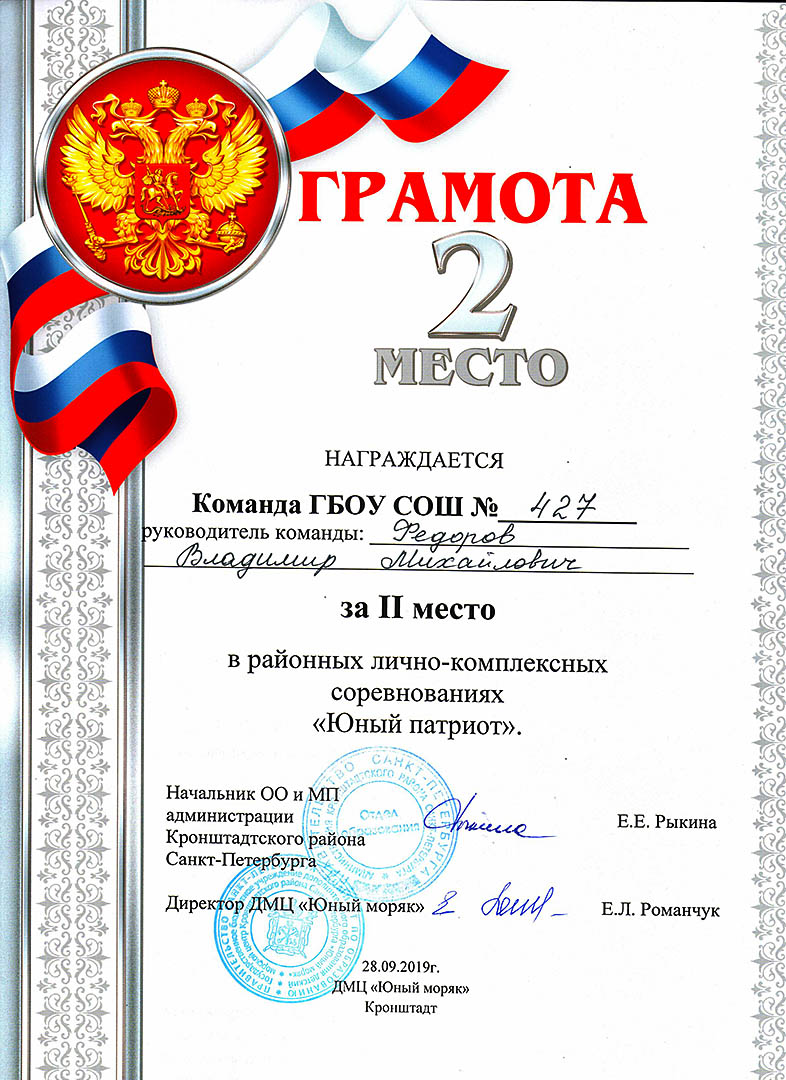 ГРАМОТА
2
МЕСТО
НАГРАЖДАЕТСЯ
Команда ГБОУ СОШ № 427
руководитель команды: Федоров
Владимир Михайлович
за II место
в районных лично-комплексных
соревнованиях
«Юный патриот».
Начальник ОО и МП
администрации Е.Е. Рыкина
Кронштадтского района
Санкт-Петербурга
Отдел
образования
Директор ДМЦ «Юный моряк» Е.Л. Романчук
28.09.2019г.
ДМЦ «Юный моряк»
Кронштадт